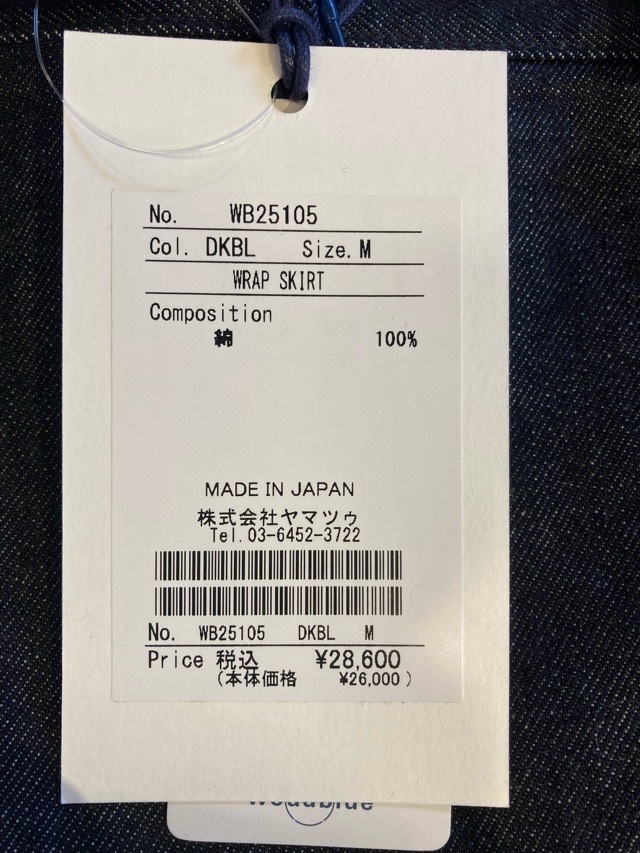 No. WB25105
Col. DKBL Size. M
WRAP SKIRT
Composition
綿 100%
MADE IN JAPAN
株式会社ヤマツゥ
Tel.03-6452-3722
No. WB25105 DKBL M
Price 税込 ¥28,600
(本体価格 ¥26,000)